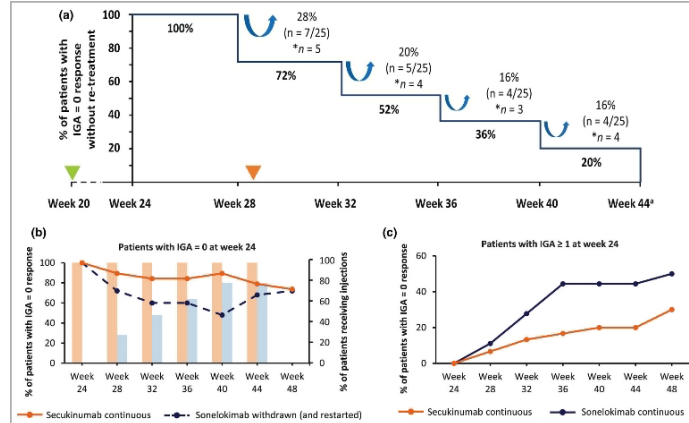 (a)
% of patients with
IGA = 0 response
without re-treatment
100
80
60
40
20
100%
72%
52%
36%
20%
28%
(n = 7/25)
*n = 5
20%
(n = 5/25)
*n = 4
16%
(n = 4/25)
*n = 3
16%
(n = 4/25)
*n = 4
Week 20 Week 24 Week 28 Week 32 Week 36 Week 40 Week 44ª
(b)
Patients with IGA = 0 at week 24
% of patients with IGA = 0 response
100
80
60
40
20
0
100
80
60
40
20
0
% of patients receiving injections
Week Week Week Week Week Week Week
24 28 32 36 40 44 48
Secukinumab continuous Sonelokimab withdrawn (and restarted)
(c)
Patients with IGA ≥ 1 at week 24
% of patients with IGA = 0 response
60
40
20
0
Week Week Week Week Week Week Week
24 28 32 36 40 44 48
Secukinumab continuous Sonelokimab continuous